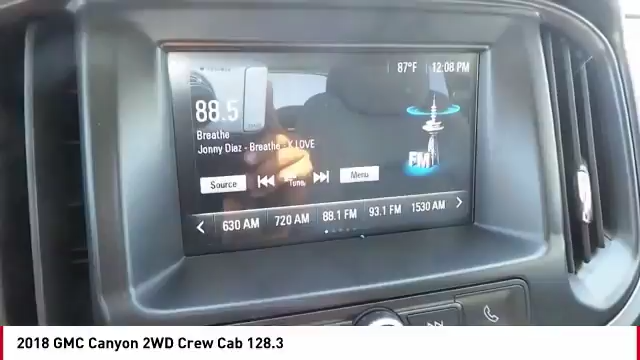 87°F 12:08 PM
88.5
Breathe
Jonny Diaz - Breathe - K LOVE
FM
Source Tune Menu
630 AM 720 AM 88.1 FM 93.1 FM 1530 AM
2018 GMC Canyon 2WD Crew Cab 128.3